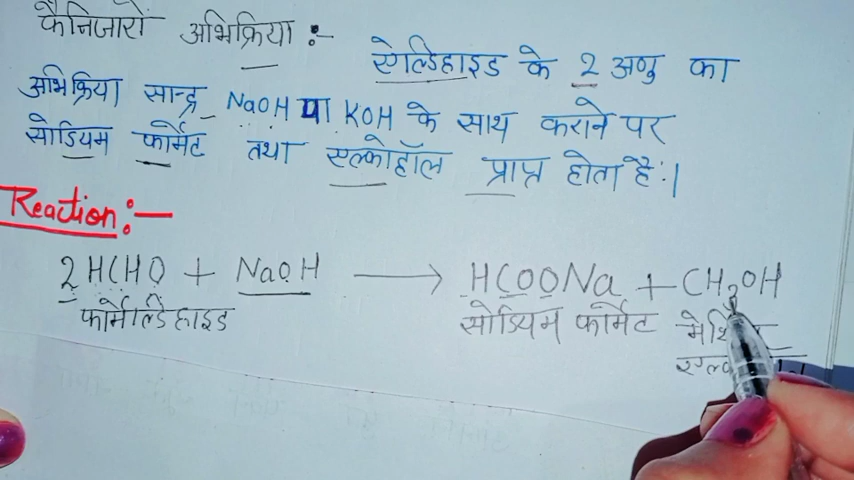 कैनिजारो अभिक्रिया :-
ऐल्डिहाइड के 2 अणु का
अभिक्रिया सान्द्र NaOH या KOH के साथ कराने पर
सोडियम फॉर्मेट तथा एल्कोहॉल प्राप्त होता है।
Reaction:-
2HCHO + NaOH ⟶ HCOONa + CH3OH
फार्मेल्डिहाइड सोडियम फॉर्मेट